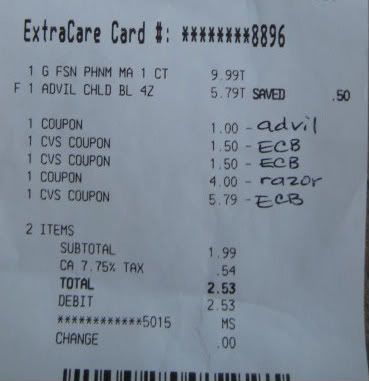 ExtraCare Card #: ********8896
1 G FSN PHNM MA 1 CT 9.99T
F 1 ADVIL CHLD BL 4Z 5.79T SAVED .50
1 COUPON 1.00 - advil
1 CVS COUPON 1.50 - ECB
1 CVS COUPON 1.50 - ECB
1 COUPON 4.00 - razor
1 CVS COUPON 5.79 - ECB
2 ITEMS
SUBTOTAL 1.99
CA 7.75% TAX .54
TOTAL 2.53
DEBIT 2.53
************5015 MS
CHANGE .00